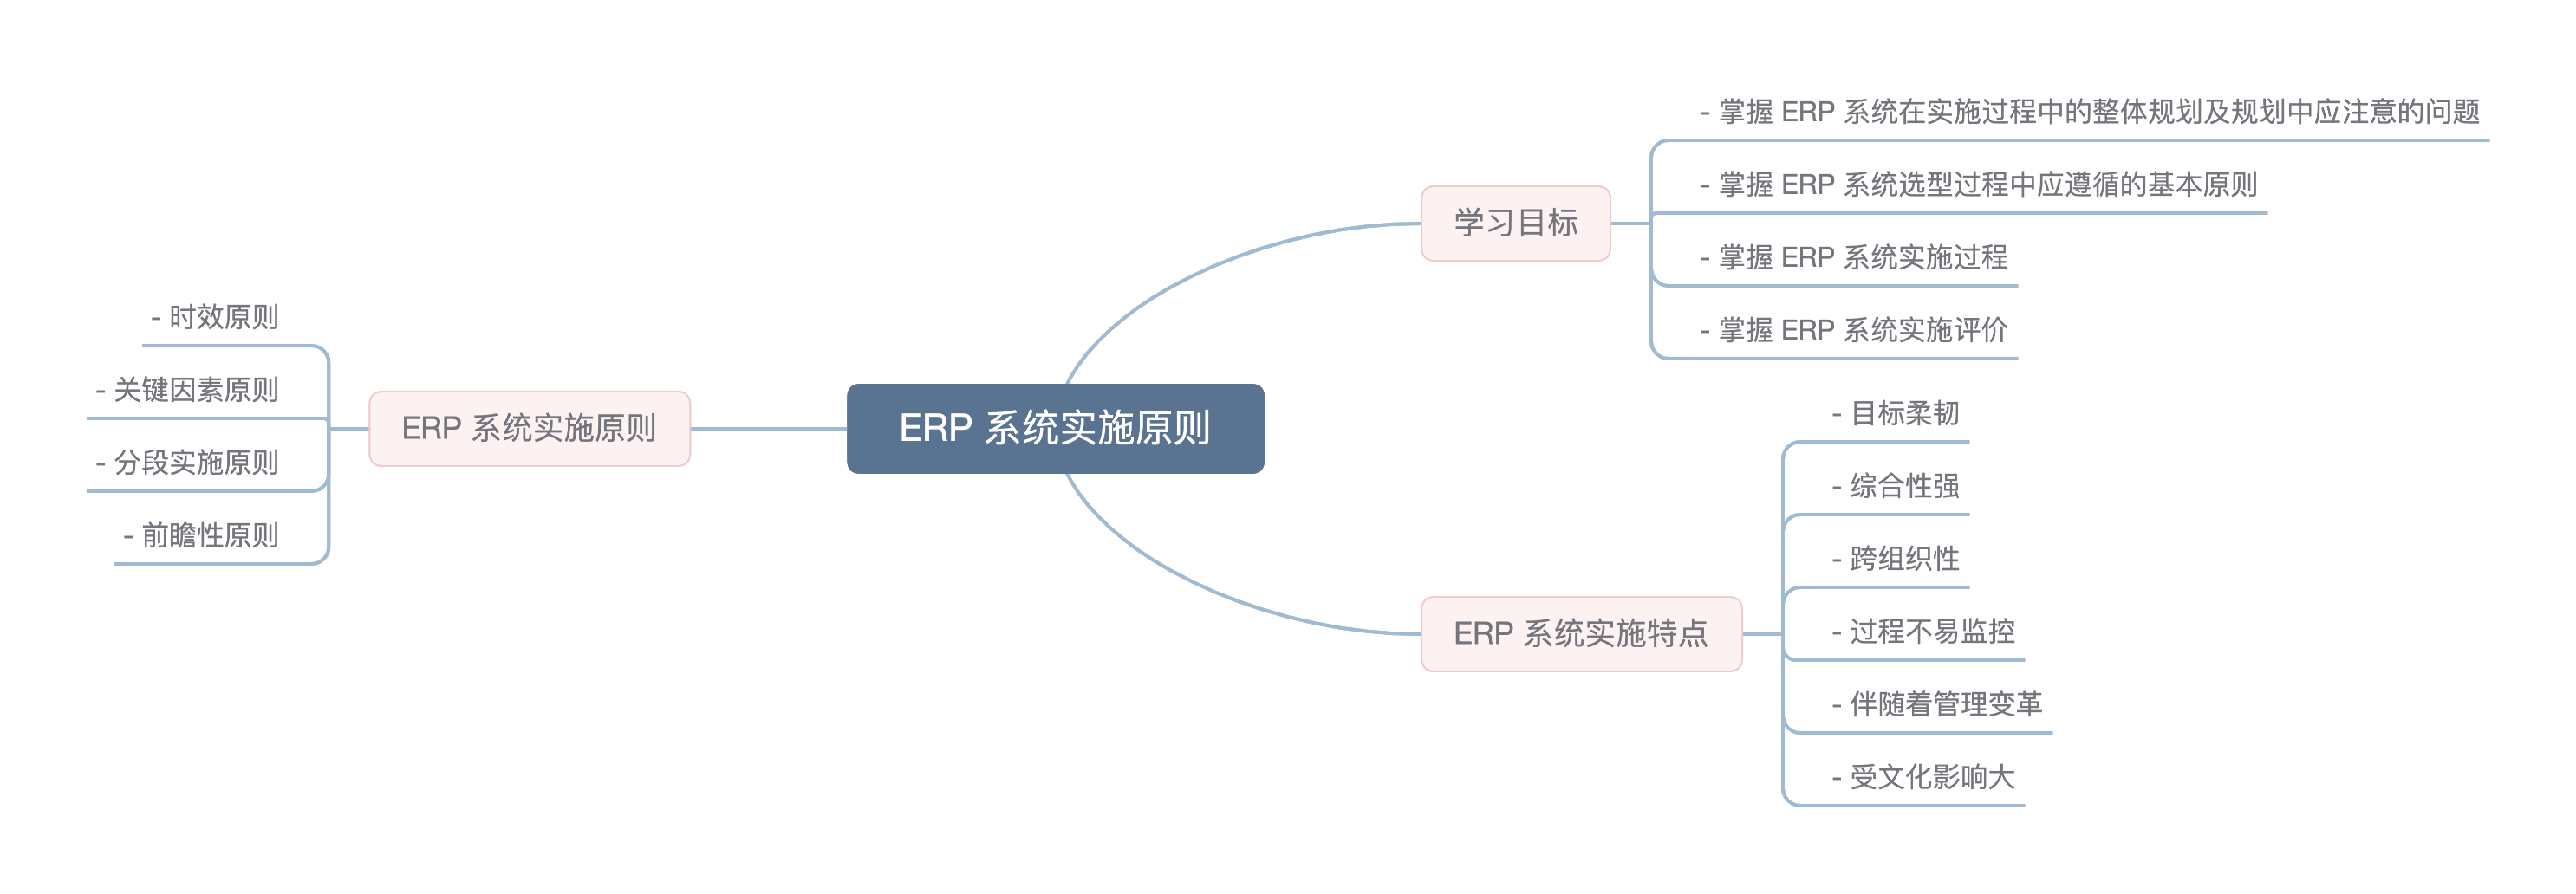 ERP 系统实施原则
学习目标
- 掌握 ERP 系统在实施过程中的整体规划及规划中应注意的问题
- 掌握 ERP 系统选型过程中应遵循的基本原则
- 掌握 ERP 系统实施过程
- 掌握 ERP 系统实施评价
ERP 系统实施特点
- 目标柔韧
- 综合性强
- 跨组织性
- 过程不易监控
- 伴随着管理变革
- 受文化影响大
ERP 系统实施原则
- 时效原则
- 关键因素原则
- 分段实施原则
- 前瞻性原则